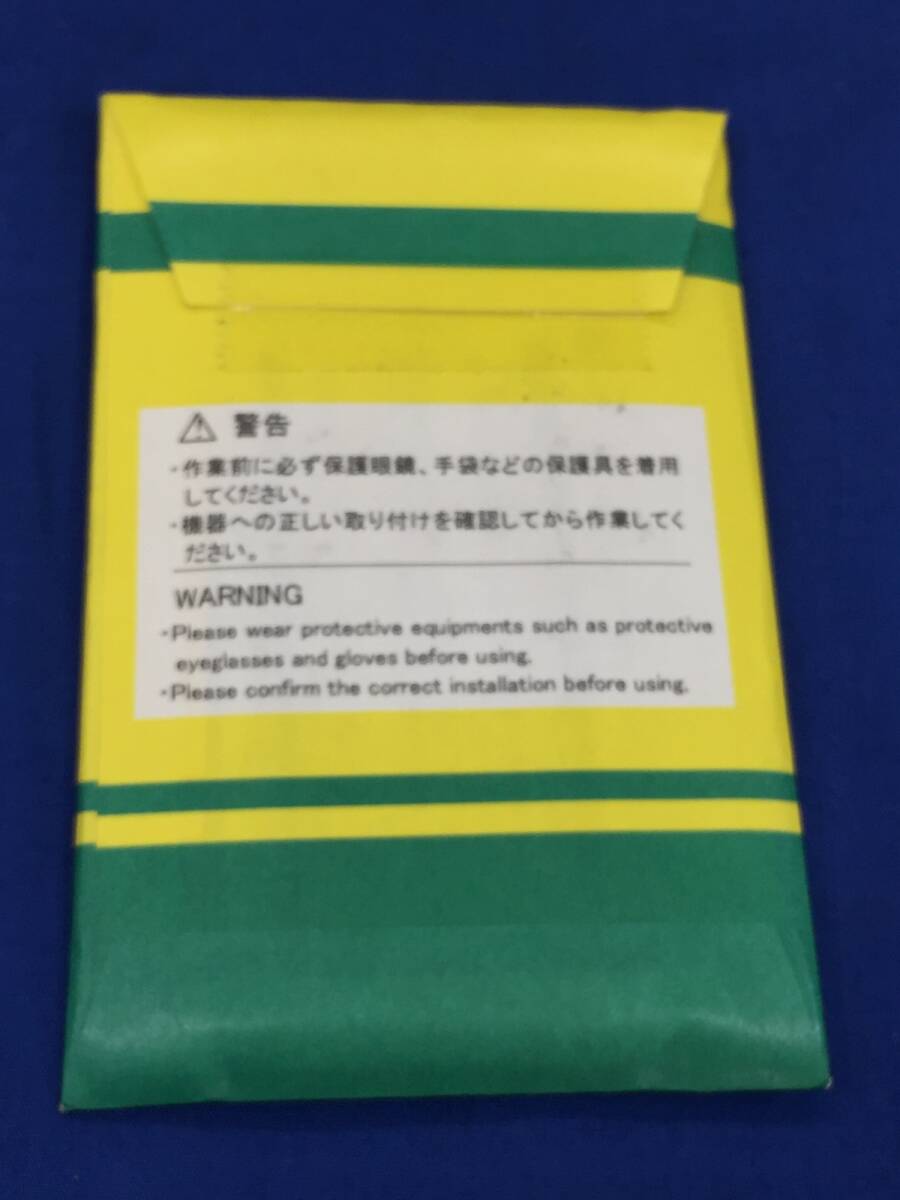 ⚠ 警告
・作業前に必ず保護眼鏡、手袋などの保護具を着用
してください。
・機器への正しい取り付けを確認してから作業してく
ださい。
WARNING
・Please wear protective equipments such as protective
eyeglasses and gloves before using.
・Please confirm the correct installation before using.